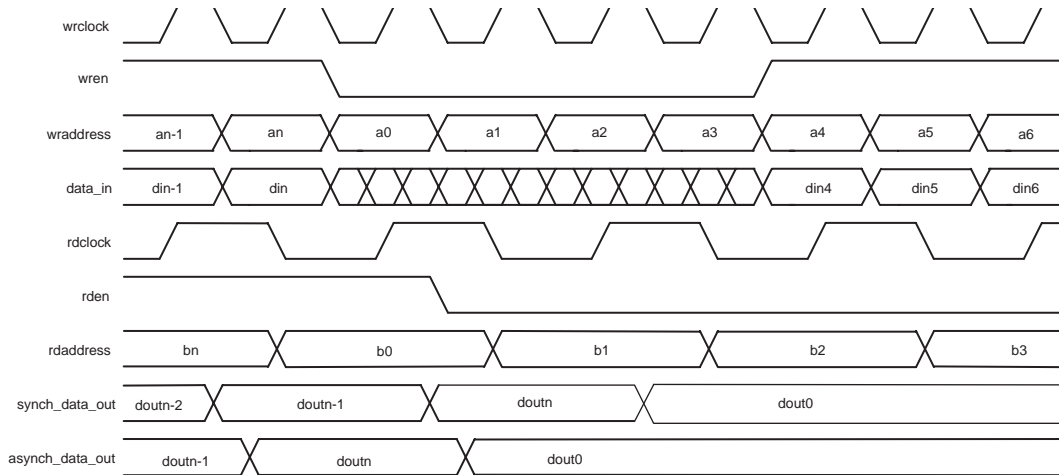 wrclock
wren
wraddress an-1 an a0 a1 a2 a3 a4 a5 a6
data_in din-1 din din4 din5 din6
rdclock
rden
rdaddress bn b0 b1 b2 b3
synch_data_out doutn-2 doutn-1 doutn dout0
asynch_data_out doutn-1 doutn dout0